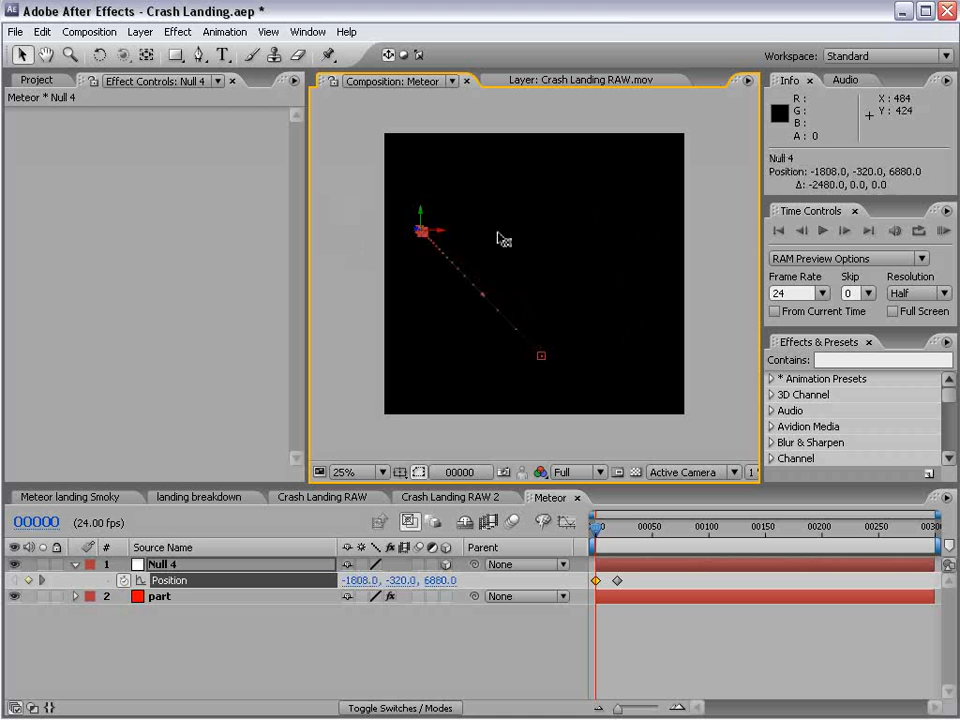 Adobe After Effects - Crash Landing.aep *
File Edit Composition Layer Effect Animation View Window Help
Workspace: Standard
Project Effect Controls: Null 4
Composition: Meteor Layer: Crash Landing RAW.mov
Info Audio
Meteor * Null 4
R :
G :
B :
A : 0
X : 484
Y : 424
Null 4
Position: -1808.0, -320.0, 6880.0
Δ: -2480.0, 0.0, 0.0
Time Controls
RAM Preview Options
Frame Rate Skip Resolution
24 0 Half
From Current Time Full Screen
Effects & Presets
Contains:
* Animation Presets
3D Channel
Audio
Avidion Media
Blur & Sharpen
Channel
25% 00000 Full Active Camera 1
Meteor landing Smoky landing breakdown Crash Landing RAW Crash Landing RAW 2 Meteor
00000 (24.00 fps)
0 00050 00100 00150 00200 00250 0030
# Source Name Parent
1 Null 4 None
Position -1808.0, -320.0, 6880.0
2 part None
Toggle Switches / Modes